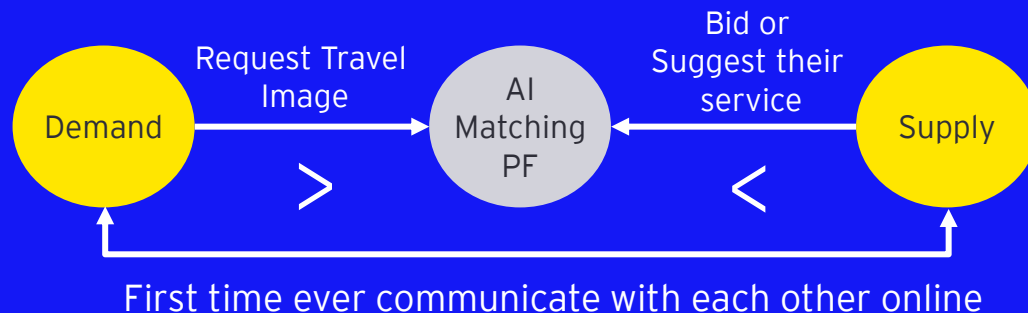 Request Travel
Image
Bid or
Suggest their
service
Demand
AI
Matching
PF
Supply
>
<
First time ever communicate with each other online